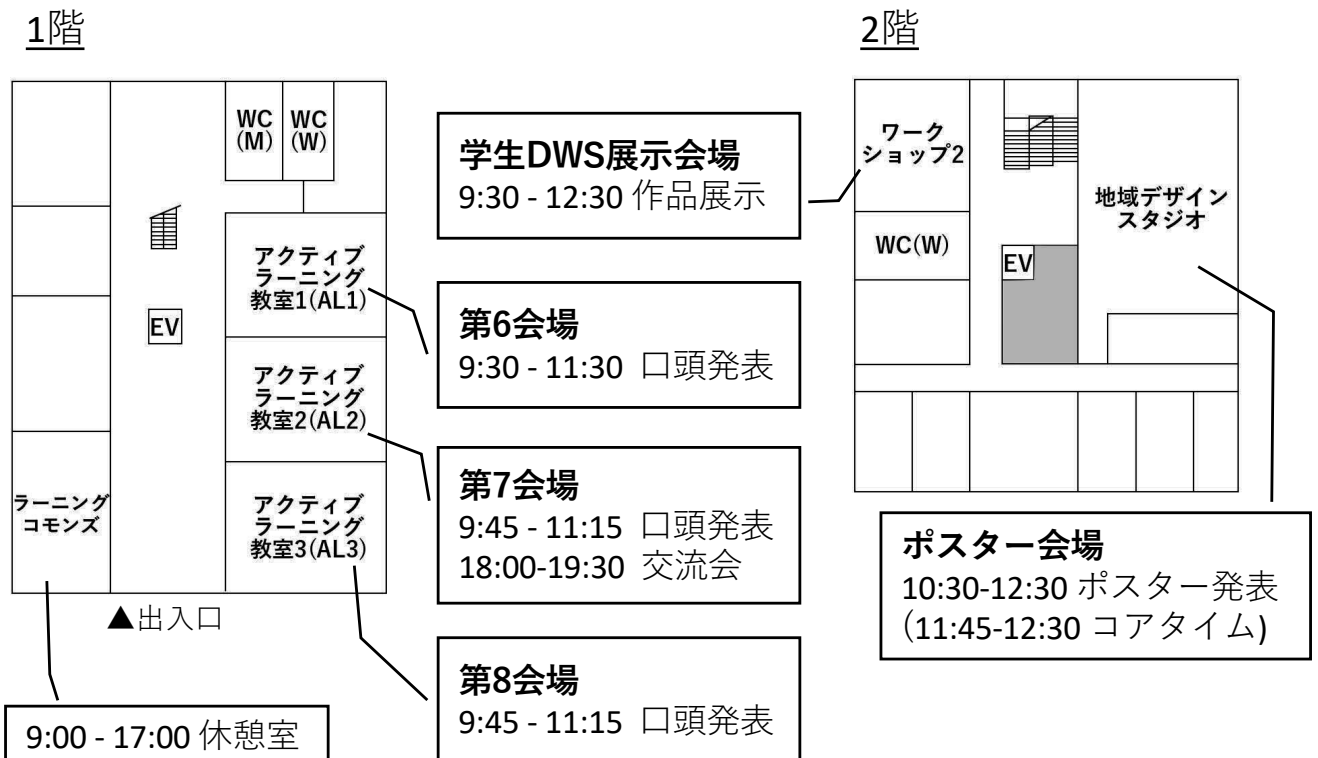 1階
WC
(M)
WC
(W)
アクティブ
ラーニング
教室1(AL1)
EV
アクティブ
ラーニング
教室2(AL2)
ラーニング
コモンズ
アクティブ
ラーニング
教室3(AL3)
▲出入口
9:00 - 17:00 休憩室
学生DWS展示会場
9:30 - 12:30 作品展示
第6会場
9:30 - 11:30 口頭発表
第7会場
9:45 - 11:15 口頭発表
18:00-19:30 交流会
第8会場
9:45 - 11:15 口頭発表
2階
ワーク
ショップ2
地域デザイン
スタジオ
WC(W)
EV
ポスター会場
10:30-12:30 ポスター発表
(11:45-12:30 コアタイム)